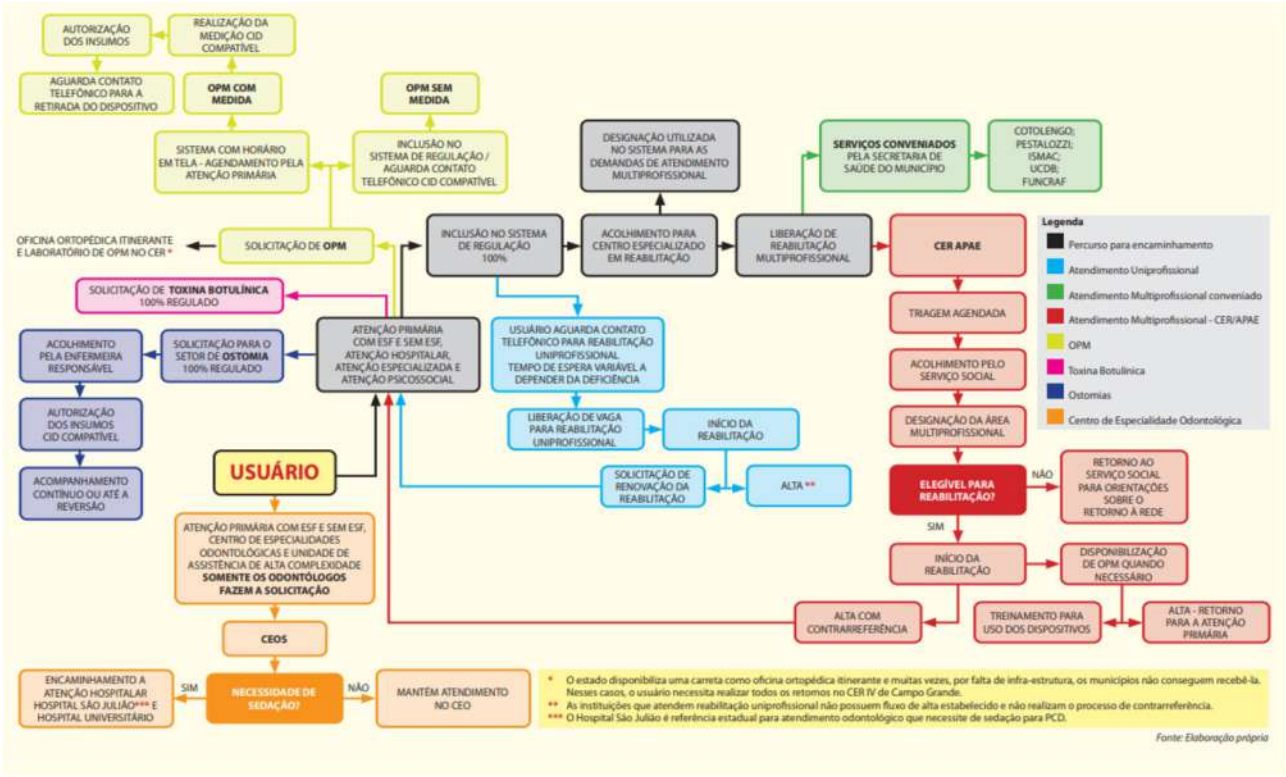 AUTORIZAÇÃO
DOS INSUMOS
REALIZAÇÃO DA
MEDIÇÃO CID
COMPATÍVEL
AGUARDA CONTATO
TELEFÔNICO PARA A
RETIRADA DO DISPOSITIVO
OPM COM
MEDIDA
OPM SEM
MEDIDA
SISTEMA COM HORÁRIO
EM TELA - AGENDAMENTO PELA
ATENÇÃO PRIMÁRIA
INCLUSÃO NO
SISTEMA DE REGULAÇÃO /
AGUARDA CONTATO
TELEFÔNICO CID COMPATÍVEL
DESIGNAÇÃO UTILIZADA
NO SISTEMA PARA AS
DEMANDAS DE ATENDIMENTO
MULTIPROFISSIONAL
SERVIÇOS CONVENIADOS
PELA SECRETARIA DE
SAÚDE DO MUNICÍPIO
COTOLENGO;
PESTALOZZI;
ISMAC;
UCDB;
FUNCRAF
OFICINA ORTOPÉDICA ITINERANTE
E LABORATÓRIO DE OPM NO CER *
SOLICITAÇÃO DE OPM
INCLUSÃO NO SISTEMA
DE REGULAÇÃO
100%
ACOLHIMENTO PARA
CENTRO ESPECIALIZADO
EM REABILITAÇÃO
LIBERAÇÃO DE
REABILITAÇÃO
MULTIPROFISSIONAL
CER APAE
Legenda
Percurso para encaminhamento
Atendimento Uniprofissional
Atendimento Multiprofissional conveniado
Atendimento Multiprofissional - CER/APAE
OPM
Toxina Botulínica
Ostomias
Centro de Especialidade Odontológica
SOLICITAÇÃO DE TOXINA BOTULÍNICA
100% REGULADO
TRIAGEM AGENDADA
ACOLHIMENTO
PELA ENFERMEIRA
RESPONSÁVEL
SOLICITAÇÃO PARA O
SETOR DE OSTOMIA
100% REGULADO
ATENÇÃO PRIMÁRIA
COM ESF E SEM ESF,
ATENÇÃO HOSPITALAR,
ATENÇÃO ESPECIALIZADA E
ATENÇÃO PSICOSSOCIAL
USUÁRIO AGUARDA CONTATO
TELEFÔNICO PARA REABILITAÇÃO
UNIPROFISSIONAL
TEMPO DE ESPERA VARIÁVEL A
DEPENDER DA DEFICIÊNCIA
ACOLHIMENTO PELO
SERVIÇO SOCIAL
AUTORIZAÇÃO
DOS INSUMOS
CID COMPATÍVEL
LIBERAÇÃO DE VAGA
PARA REABILITAÇÃO
UNIPROFISSIONAL
INÍCIO DA
REABILITAÇÃO
DESIGNAÇÃO DA ÁREA
MULTIPROFISSIONAL
ACOMPANHAMENTO
CONTÍNUO OU ATÉ A
REVERSÃO
USUÁRIO
SOLICITAÇÃO DE
RENOVAÇÃO DA
REABILITAÇÃO
ALTA **
ELEGÍVEL PARA
REABILITAÇÃO?
NÃO
RETORNO AO
SERVIÇO SOCIAL
PARA ORIENTAÇÕES
SOBRE O
RETORNO À REDE
SIM
ATENÇÃO PRIMÁRIA COM ESF E SEM ESF,
CENTRO DE ESPECIALIDADES
ODONTOLÓGICAS E UNIDADE DE
ASSISTÊNCIA DE ALTA COMPLEXIDADE
SOMENTE OS ODONTÓLOGOS
FAZEM A SOLICITAÇÃO
INÍCIO DA
REABILITAÇÃO
DISPONIBILIZAÇÃO
DE OPM QUANDO
NECESSÁRIO
CEOS
ALTA COM
CONTRARREFERÊNCIA
TREINAMENTO PARA
USO DOS DISPOSITIVOS
ALTA - RETORNO
PARA A ATENÇÃO
PRIMÁRIA
ENCAMINHAMENTO A
ATENÇÃO HOSPITALAR
HOSPITAL SÃO JULIÃO*** E
HOSPITAL UNIVERSITÁRIO
SIM
NECESSIDADE DE
SEDAÇÃO?
NÃO
MANTÉM ATENDIMENTO
NO CEO
* O estado disponibiliza uma carreta como oficina ortopédica itinerante e muitas vezes, por falta de infra-estrutura, os municípios não conseguem recebê-la.
Nesses casos, o usuário necessita realizar todos os retornos no CER IV de Campo Grande.
** As instituições que atendem reabilitação uniprofissional não possuem fluxo de alta estabelecido e não realizam o processo de contrarreferência.
*** O Hospital São Julião é referência estadual para atendimento odontológico que necesite de sedação para PCD.
Fonte: Elaboração própria